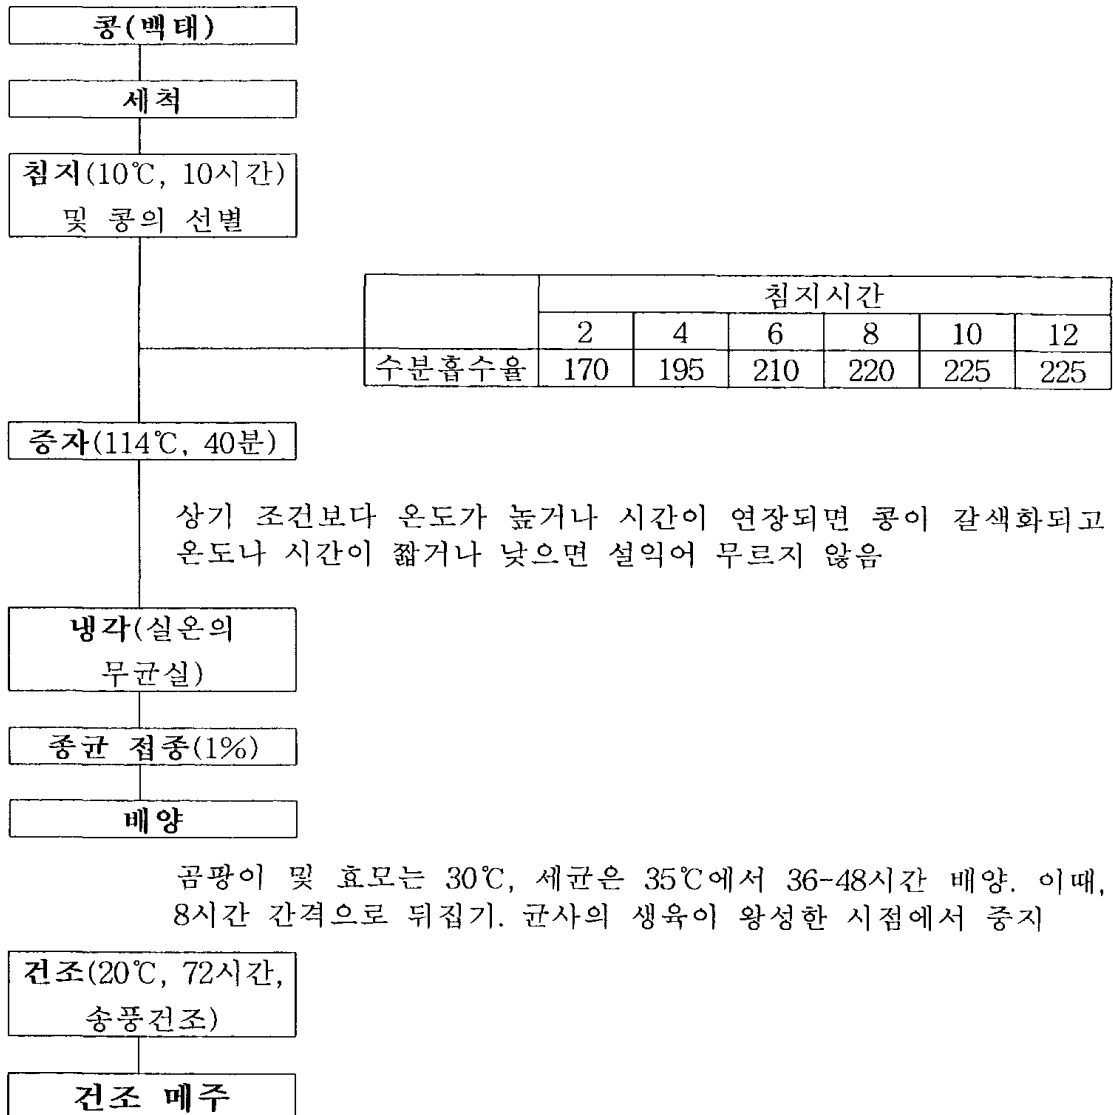 콩(백태)
세척
침지(10℃, 10시간)
및 콩의 선별
침지시간
2 4 6 8 10 12
수분흡수율 170 195 210 220 225 225
증자(114℃, 40분)
상기 조건보다 온도가 높거나 시간이 연장되면 콩이 갈색화되고
온도나 시간이 짧거나 낮으면 설익어 무르지 않음
냉각(실온의
무균실)
종균 접종(1%)
배양
곰팡이 및 효모는 30℃, 세균은 35℃에서 36-48시간 배양. 이때,
8시간 간격으로 뒤집기. 균사의 생육이 왕성한 시점에서 중지
건조(20℃, 72시간,
송풍건조)
건조 메주